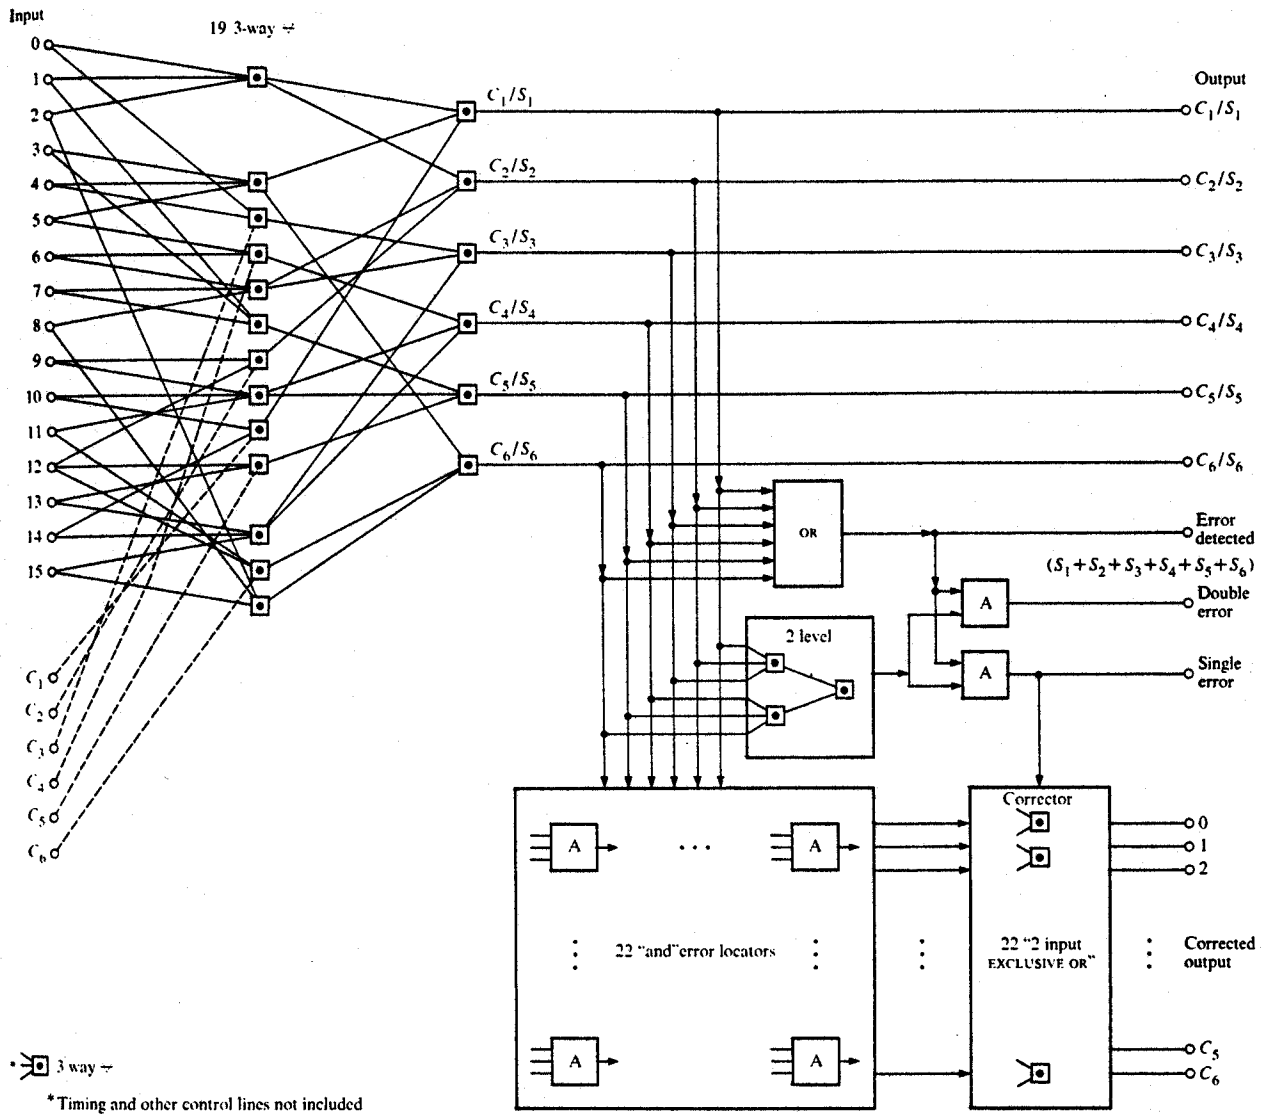 Input
19 3-way ⩒
0
1
2
3
4
5
6
7
8
9
10
11
12
13
14
15
C1
C2
C3
C4
C5
C6
C1/S1
C2/S2
C3/S3
C4/S4
C5/S5
C6/S6
Output
C1/S1
C2/S2
C3/S3
C4/S4
C5/S5
C6/S6
OR
Error
detected
(S1+S2+S3+S4+S5+S6)
A
Double
error
2 level
A
Single
error
A
...
A
22 "and" error locators
A
A
Corrector
22 "2 input
EXCLUSIVE OR"
0
1
2
Corrected
output
C5
C6
3 way
*Timing and other control lines not included